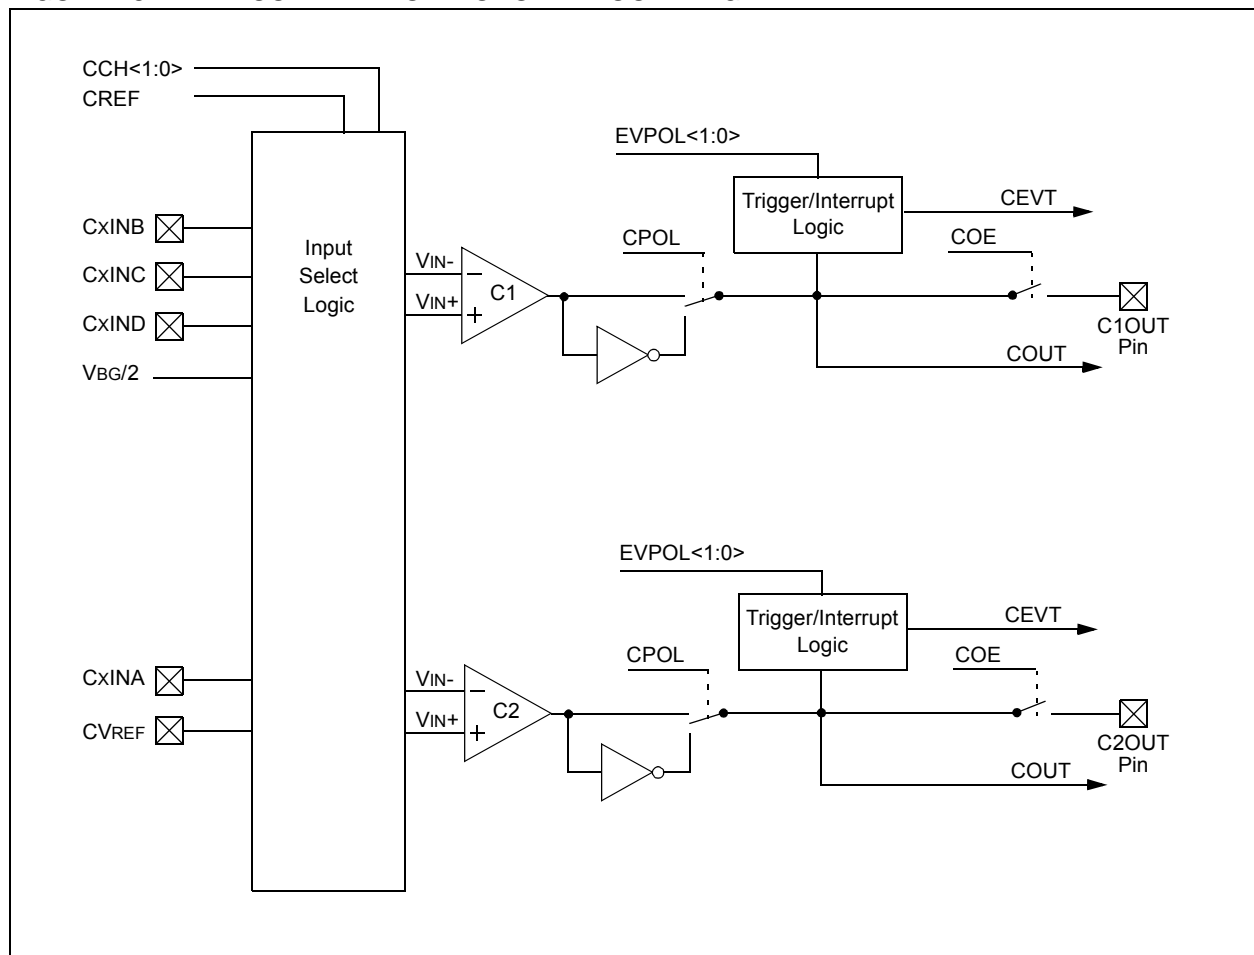 CCH<1:0>
CREF
EVPOL<1:0>
Trigger/Interrupt
Logic
CEVT
CXINB
CXINC
CXIND
VBG/2
Input
Select
Logic
VIN-
VIN+
−
+
C1
CPOL
COE
C1OUT
Pin
COUT
EVPOL<1:0>
Trigger/Interrupt
Logic
CEVT
CXINA
CVREF
VIN-
VIN+
−
+
C2
CPOL
COE
C2OUT
Pin
COUT